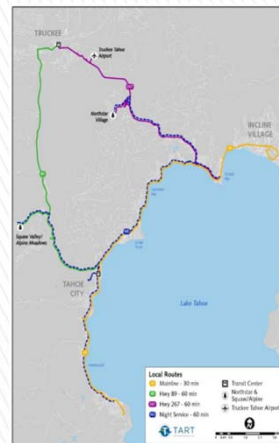 TRUCKEE
Truckee Tahoe
Airport
Northstar
Village
INCLINE
VILLAGE
Squaw Valley/
Alpine Meadows
TAHOE
CITY
Lake Tahoe
Local Routes
Mainline - 30 min
Hwy 89 - 60 min
Hwy 267 - 60 min
Night Service - 60 min
Transit Center
Northstar &
Squaw/Alpine
Truckee Tahoe Airport
TART